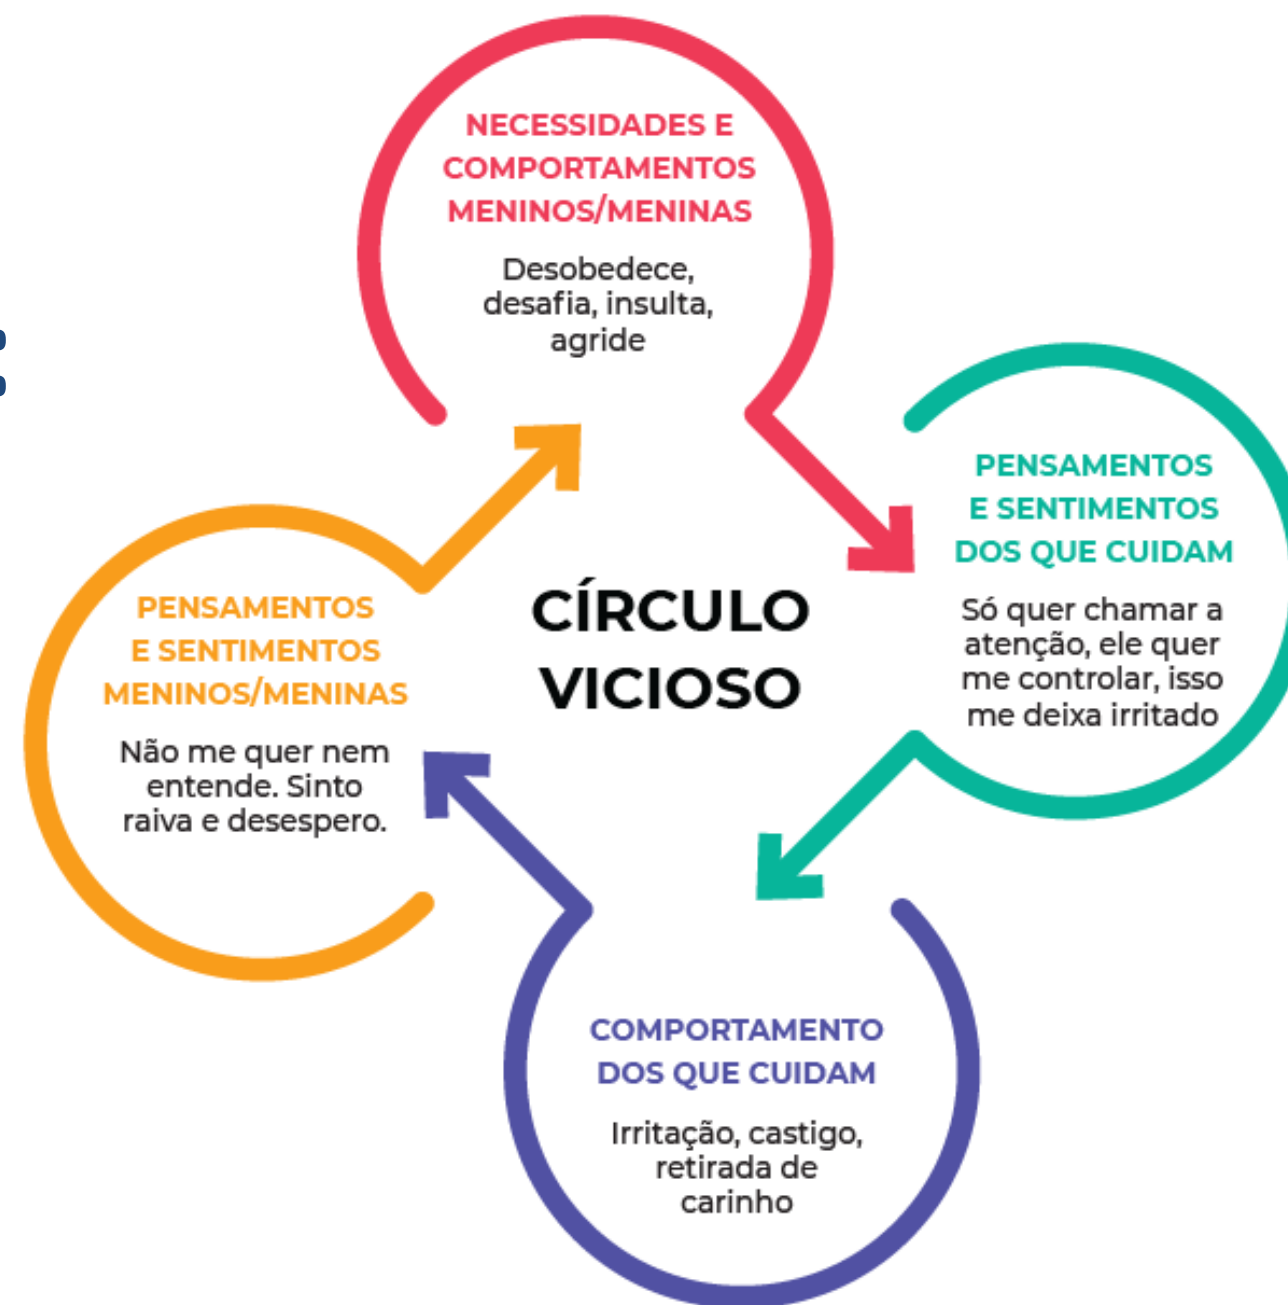 NECESSIDADES E
COMPORTAMENTOS
MENINOS/MENINAS
Desobedece,
desafia, insulta,
agride
PENSAMENTOS
E SENTIMENTOS
DOS QUE CUIDAM
Só quer chamar a
atenção, ele quer
me controlar, isso
me deixa irritado
CÍRCULO
VICIOSO
PENSAMENTOS
E SENTIMENTOS
MENINOS/MENINAS
Não me quer nem
entende. Sinto
raiva e desespero.
COMPORTAMENTO
DOS QUE CUIDAM
Irritação, castigo,
retirada de
carinho